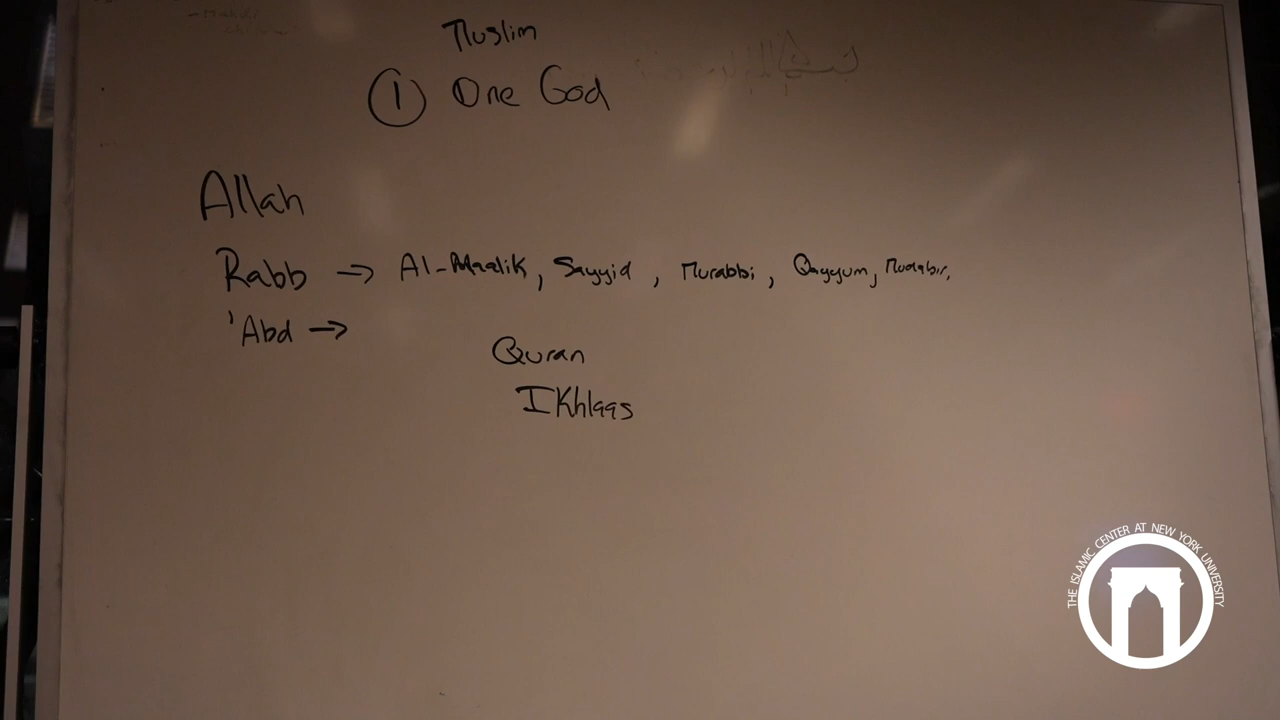 Muslim
① One God
Allah
Rabb → Al-Maalik, Sayyid, Murabbi, Qayyum, Mudabir,
'Abd →
Quran
IKhlaas
THE ISLAMIC CENTER AT NEW YORK UNIVERSITY